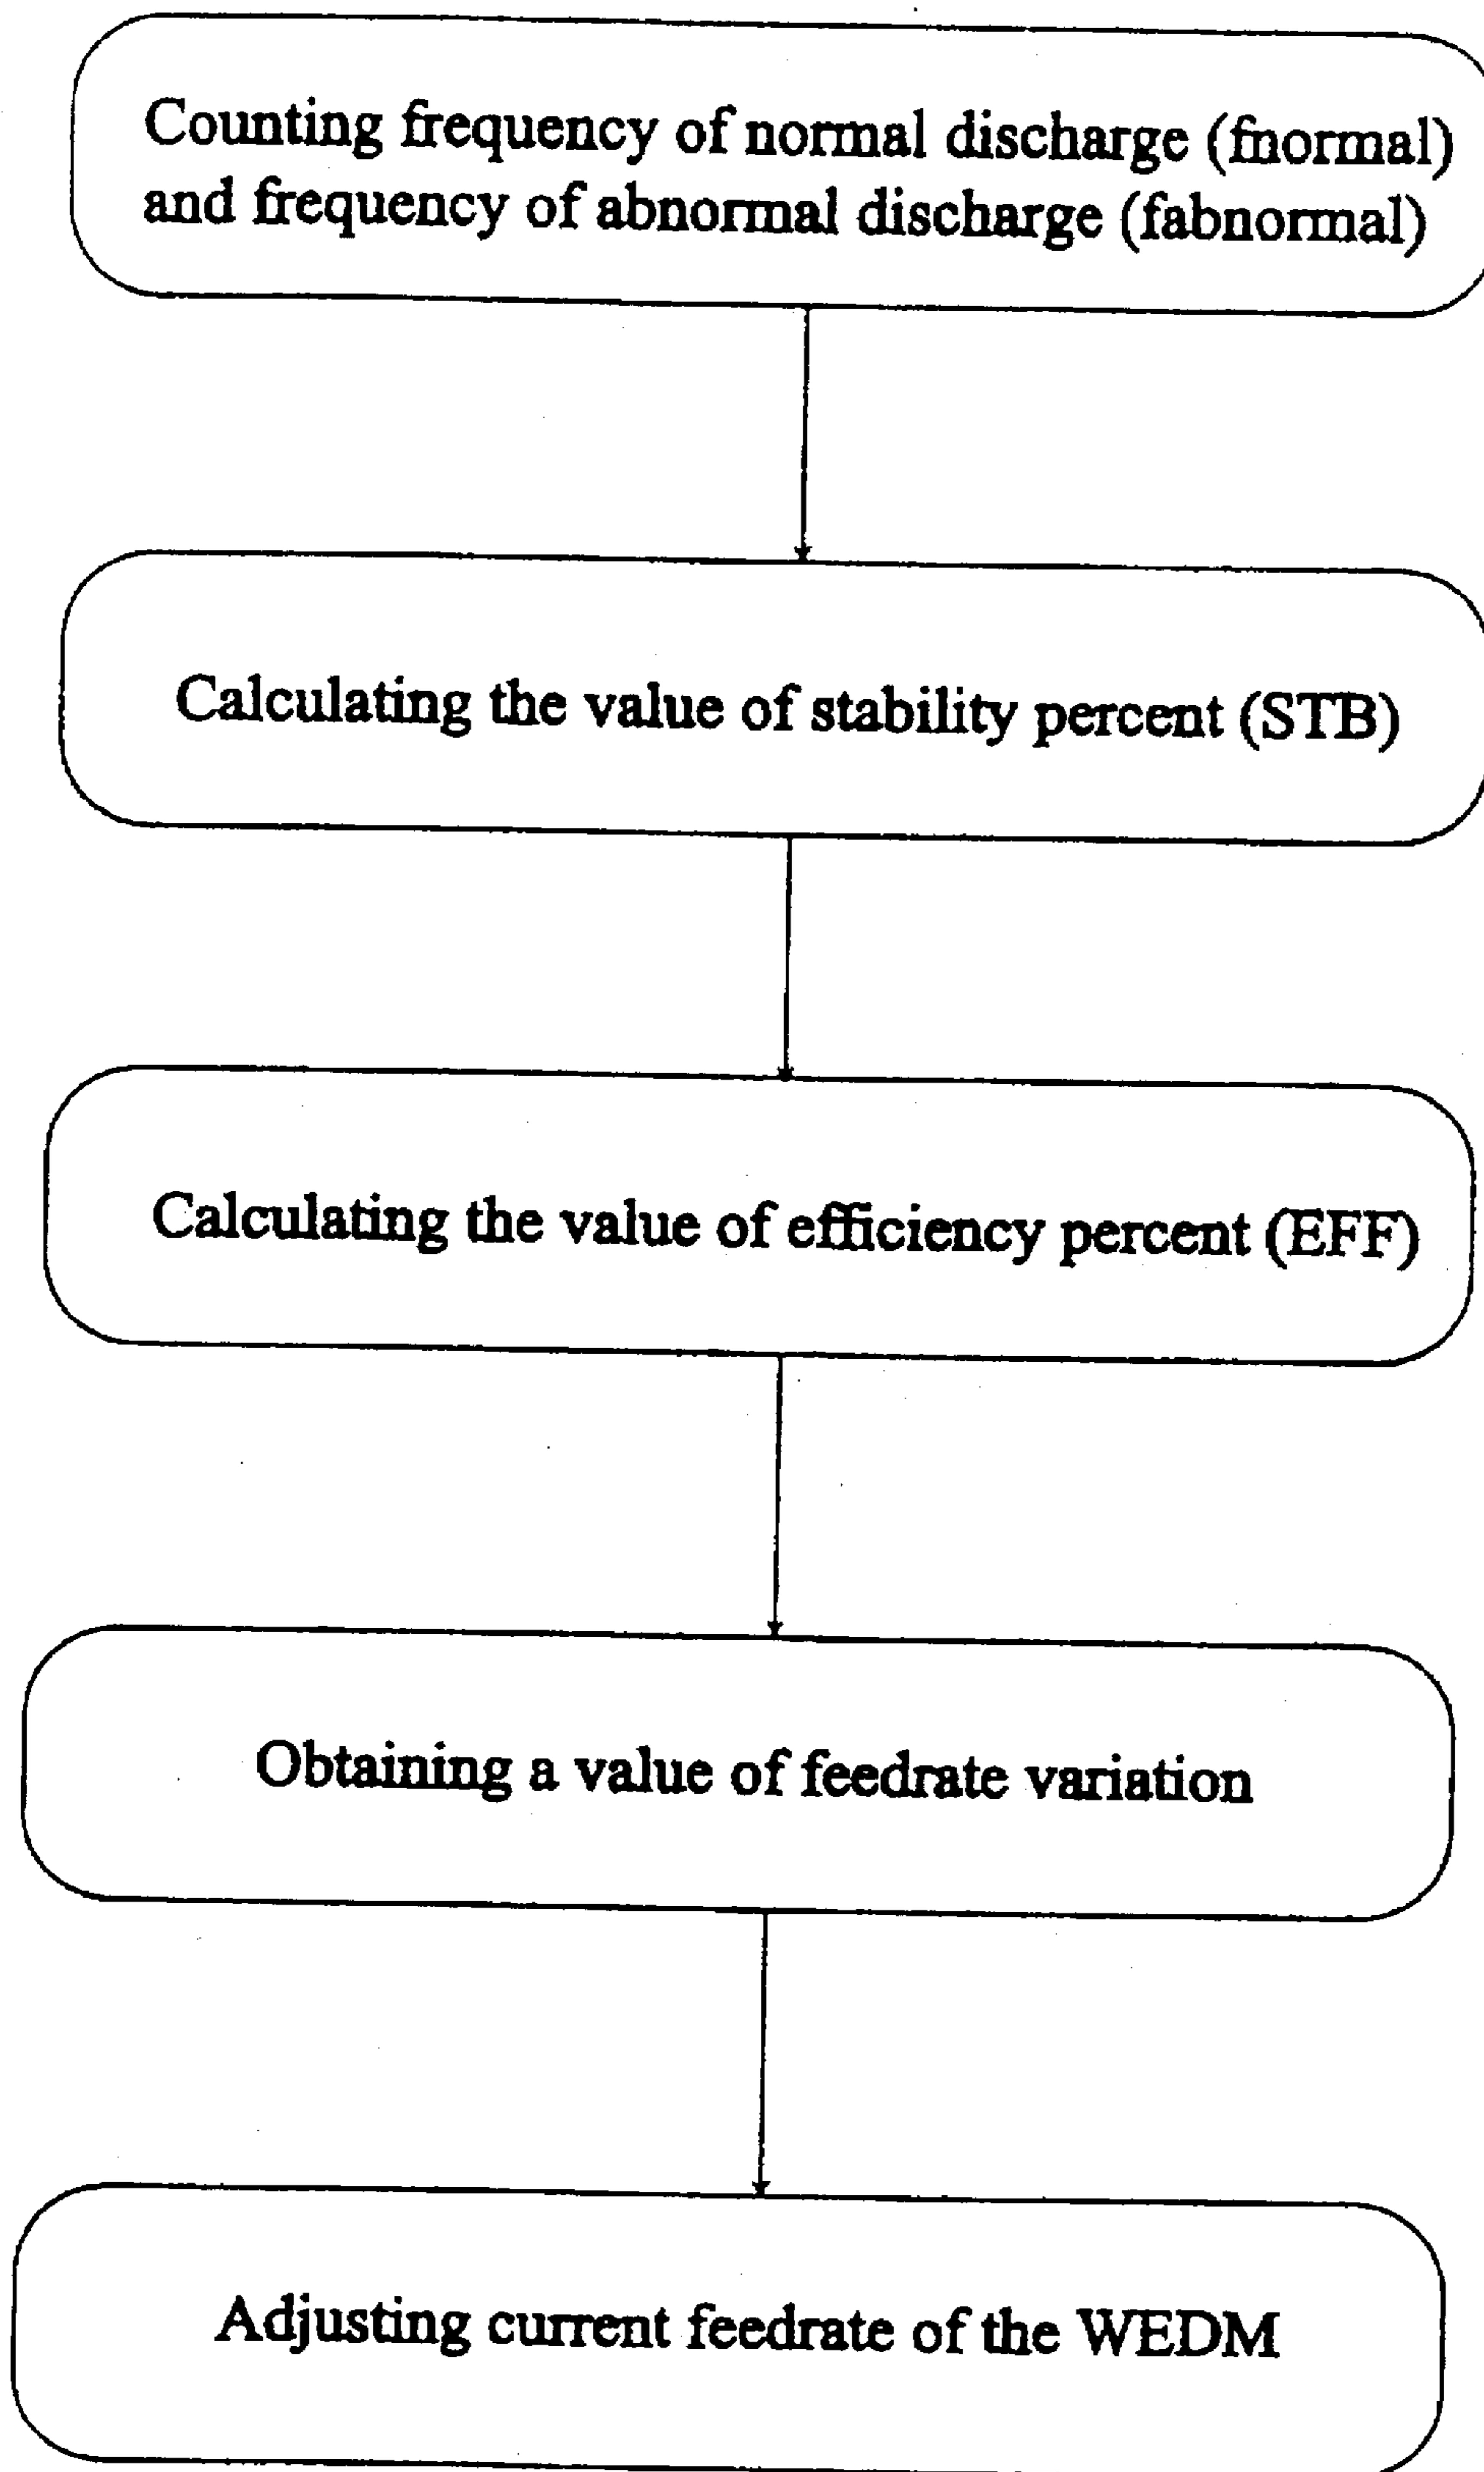 Counting frequency of normal discharge (fnormal)
and frequency of abnormal discharge (fabnormal)
Calculating the value of stability percent (STB)
Calculating the value of efficiency percent (EFF)
Obtaining a value of feedrate variation
Adjusting current feedrate of the WEDM